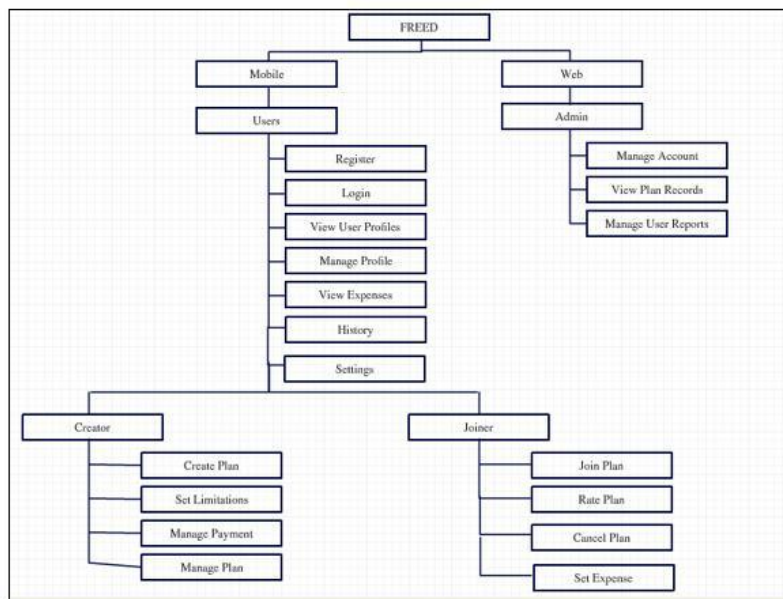 FREED
Mobile
Web
Users
Admin
Register
Manage Account
Login
View Plan Records
View User Profiles
Manage User Reports
Manage Profile
View Expenses
History
Settings
Creator
Joiner
Create Plan
Join Plan
Set Limitations
Rate Plan
Manage Payment
Cancel Plan
Manage Plan
Set Expense